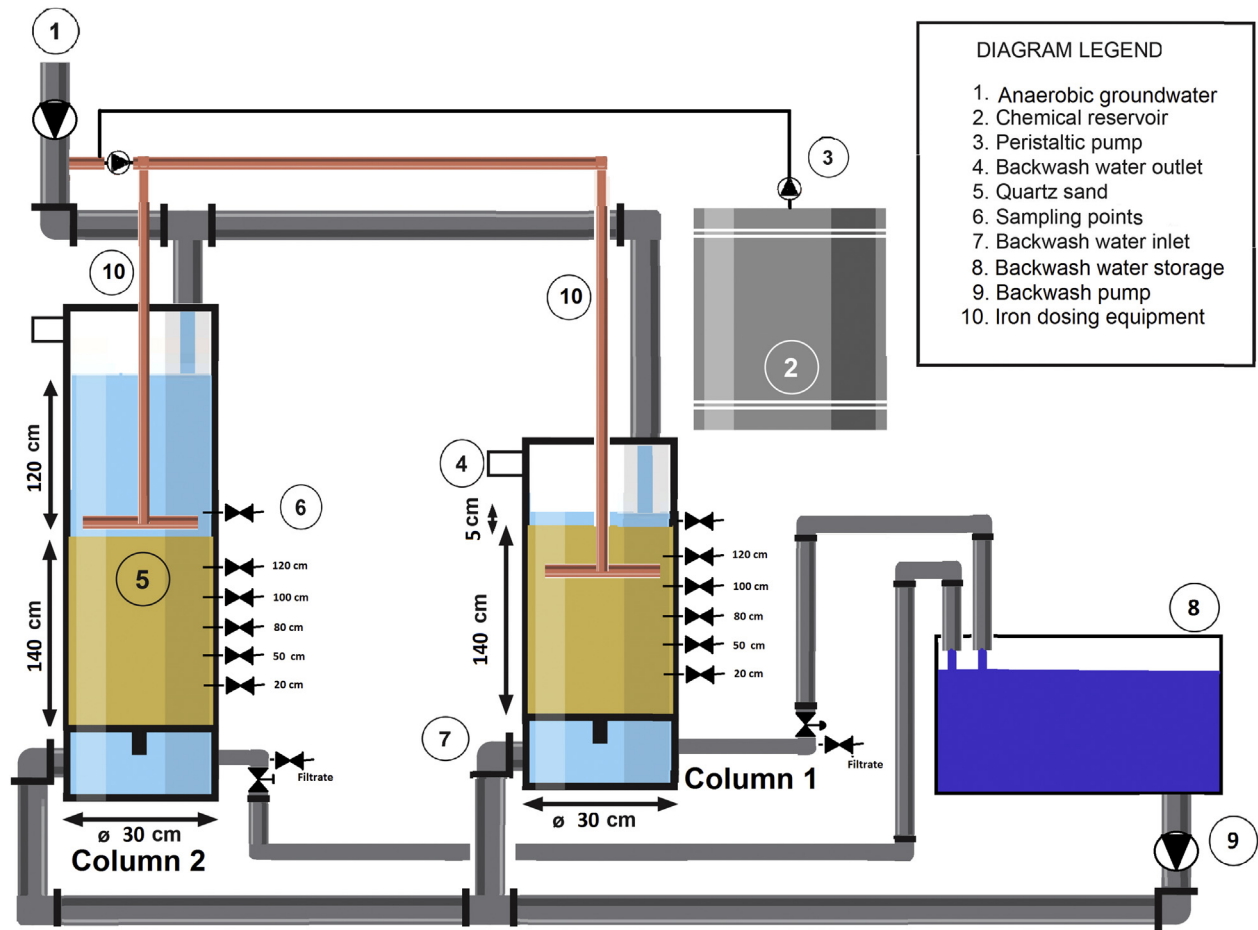 1
DIAGRAM LEGEND
1. Anaerobic groundwater
2. Chemical reservoir
3. Peristaltic pump
4. Backwash water outlet
5. Quartz sand
6. Sampling points
7. Backwash water inlet
8. Backwash water storage
9. Backwash pump
10. Iron dosing equipment
3
10
10
2
120 cm
4
6
5 cm
5
120 cm
100 cm
80 cm
50 cm
20 cm
140 cm
120 cm
100 cm
80 cm
50 cm
20 cm
140 cm
8
7
Filtrate
Filtrate
Column 1
ø 30 cm
ø 30 cm
Column 2
9